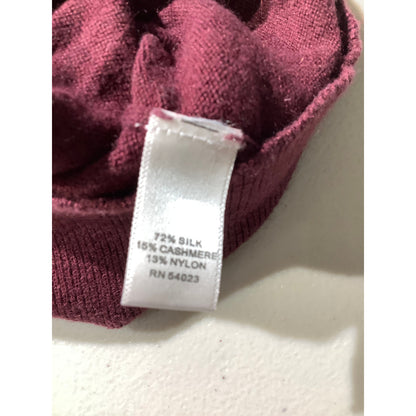 72% SILK
15% CASHMERE
13% NYLON
RN 54023